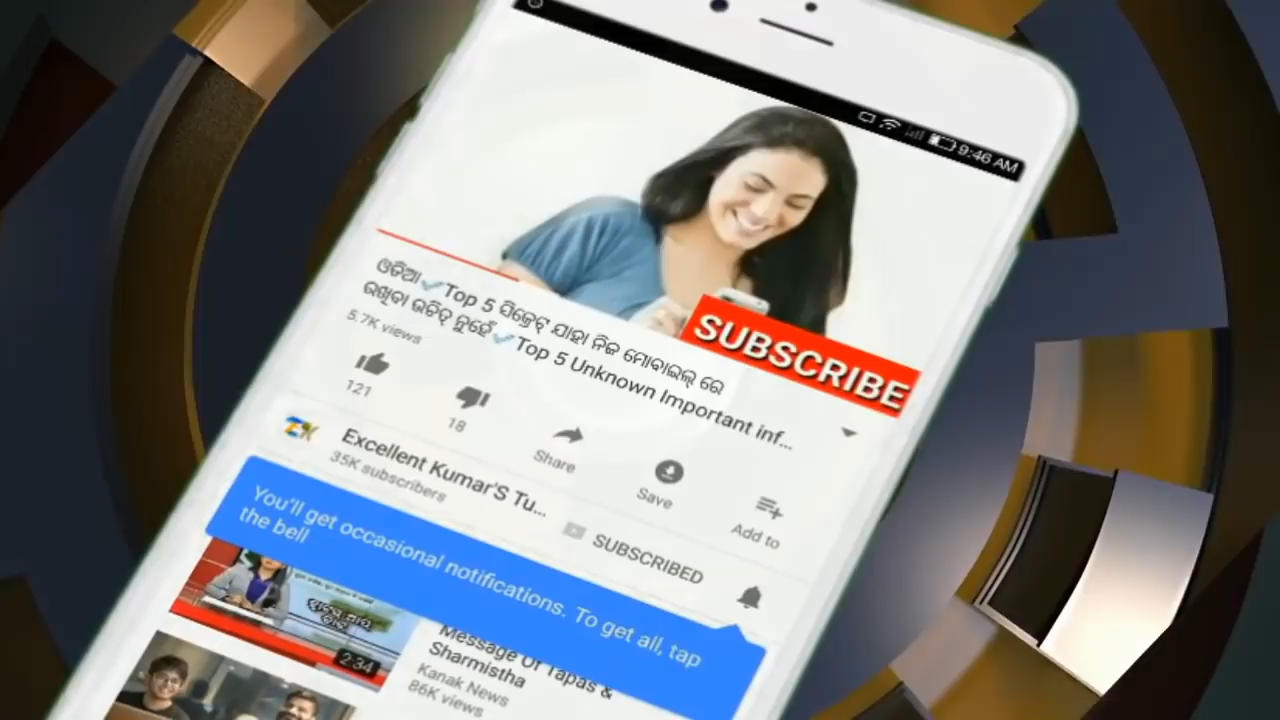 9:46 AM
SUBSCRIBE
ଓଡିଆ✔Top 5 ସିକ୍ରେଟ୍ ଯାହା ନିଜ ମୋବାଇଲ୍ ରେ
ରଖିବା ଉଚିତ୍ ନୁହେଁ✔Top 5 Unknown Important inf...
5.7K views
121
18
Share
Save
Add to
Excellent Kumar'S Tu...
35K subscribers
SUBSCRIBED
You'll get occasional notifications. To get all, tap
the bell
2:34
Message Of Tapas &
Sharmistha
Kanak News
86K views